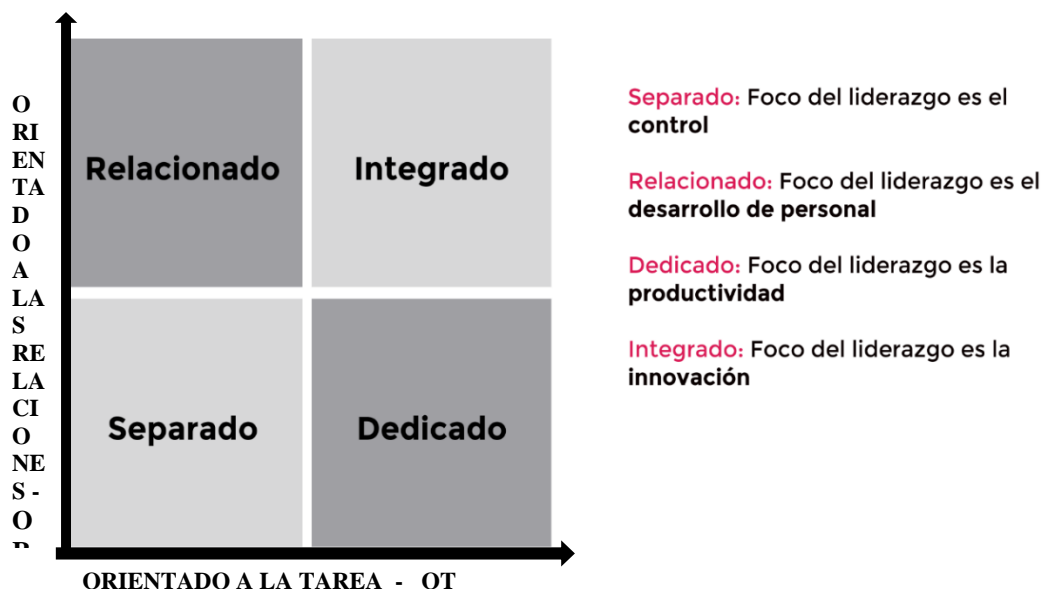 O
RI
EN
TA
D
O
A
LA
S
RE
LA
CI
O
NE
S -
O
Relacionado
Integrado
Separado
Dedicado
ORIENTADO A LA TAREA - OT
Separado: Foco del liderazgo es el
control
Relacionado: Foco del liderazgo es el
desarrollo de personal
Dedicado: Foco del liderazgo es la
productividad
Integrado: Foco del liderazgo es la
innovación